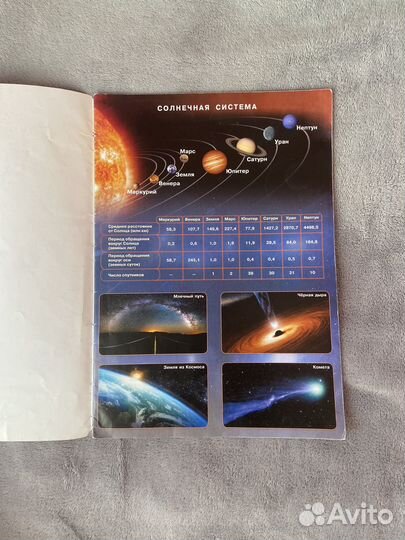 СОЛНЕЧНАЯ СИСТЕМА
Нептун
Уран
Сатурн
Марс
Юпитер
Земля
Венера
Меркурий
Меркурий Венера Земля Марс Юпитер Сатурн Уран Нептун
Среднее расстояние
от Солнца (млн км) 58,3 107,7 149,6 227,4 77,9 1427,2 2870,7 4498,5
Период обращения
вокруг Солнца
(земных лет) 0,2 0,6 1,0 1,8 11,9 29,5 84,0 164,8
Период обращения
вокруг оси
(земных суток) 58,7 243,1 1,0 1,0 0,4 0,4 0,5 0,7
Число спутников – – 1 2 39 30 21 10
Млечный путь
Чёрная дыра
Земля из Космоса
Комета
Avito